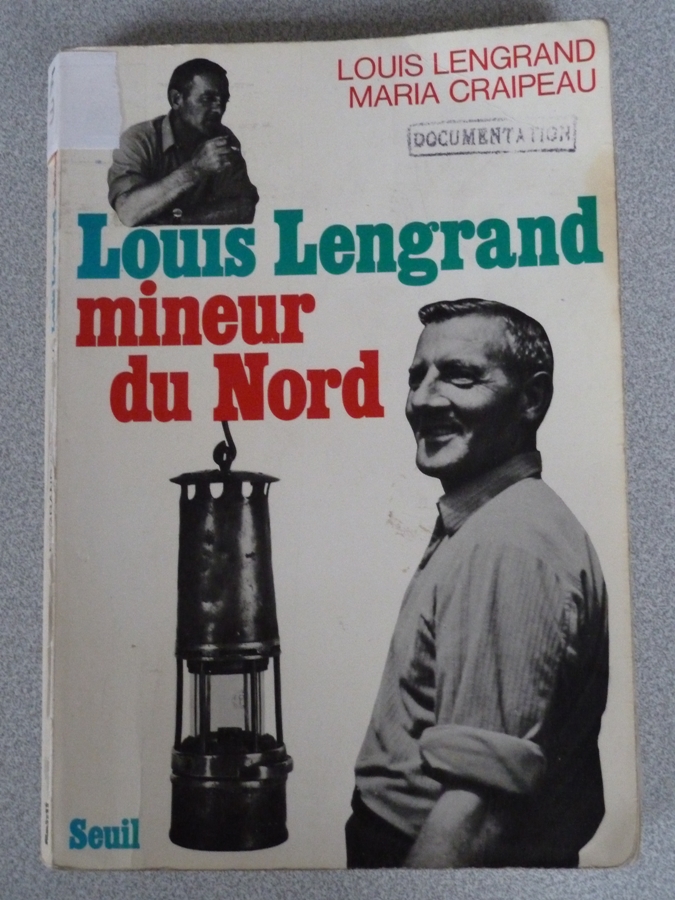 LOUIS LENGRAND
MARIA CRAIPEAU
DOCUMENTATION
Louis Lengrand
mineur
du Nord
Seuil